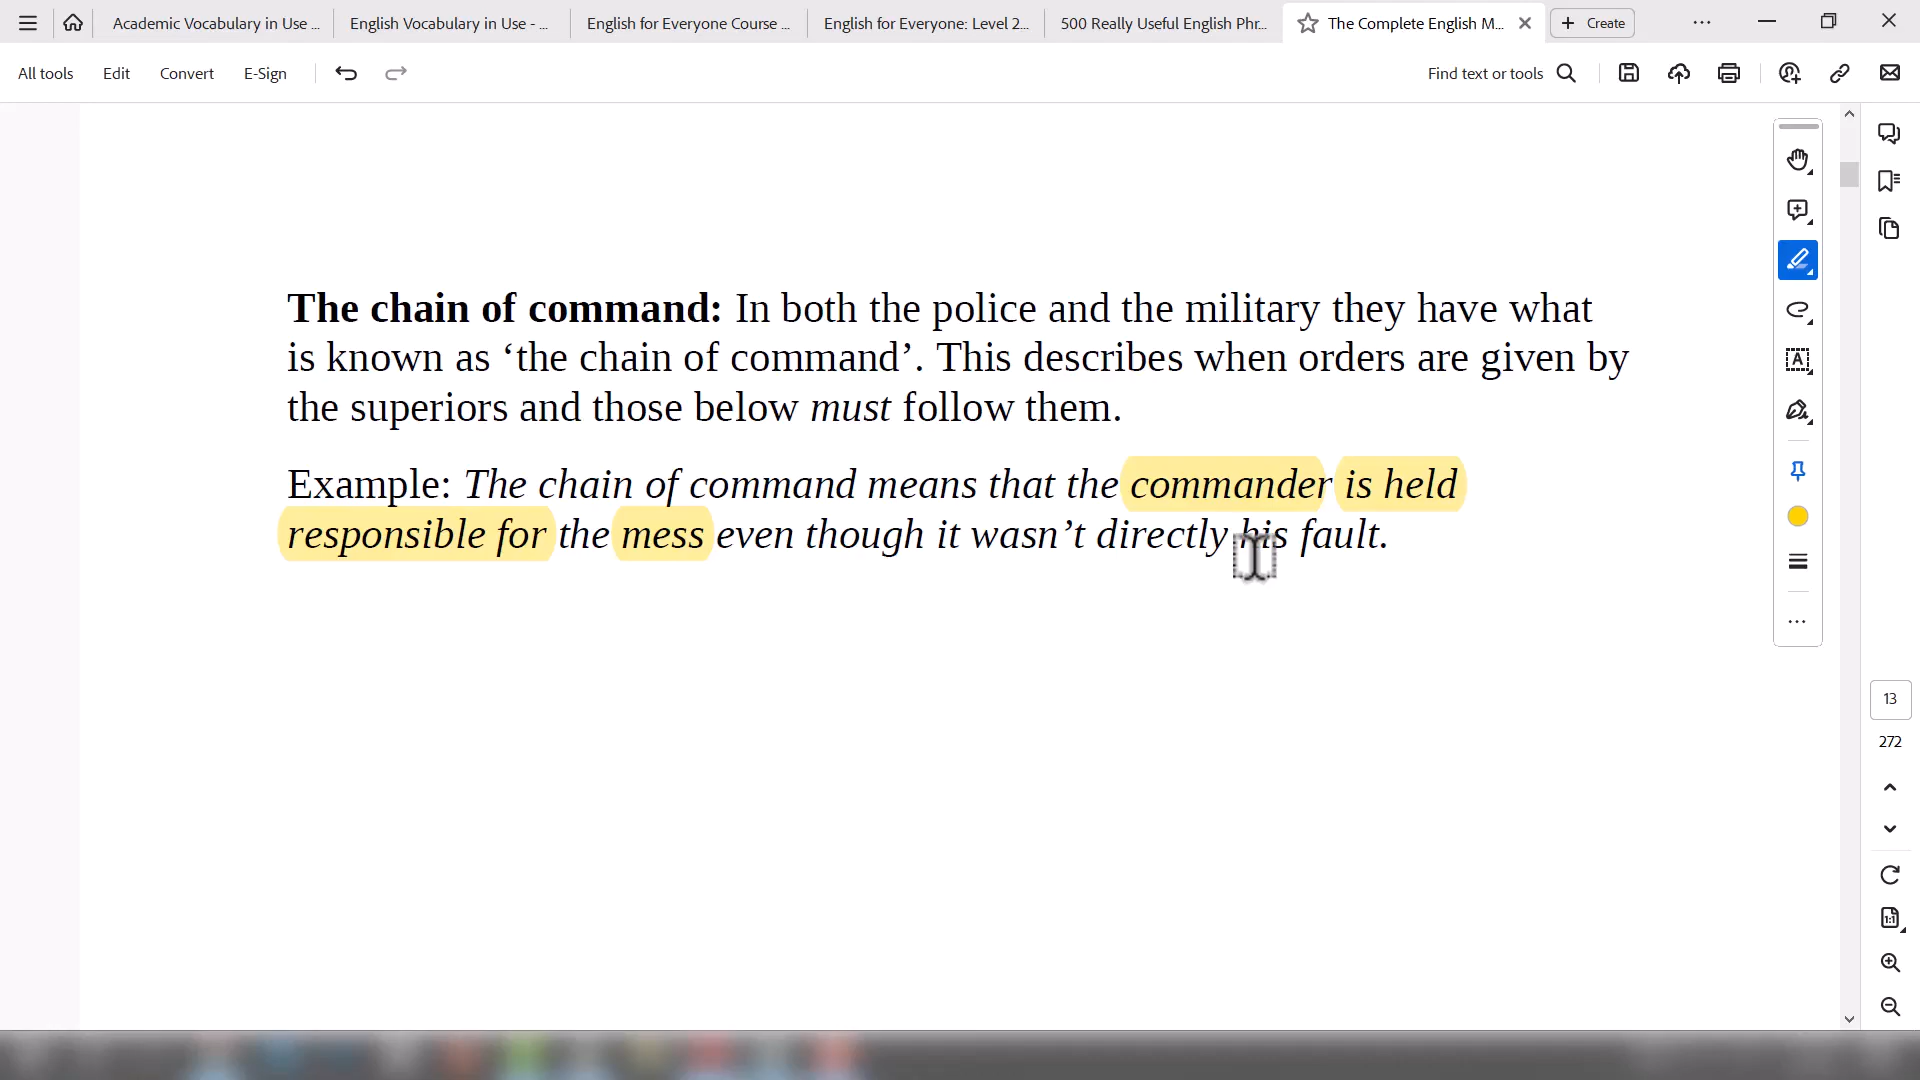 Academic Vocabulary in Use ...
English Vocabulary in Use - ...
English for Everyone Course ...
English for Everyone: Level 2...
500 Really Useful English Phr...
The Complete English M...
Create
All tools
Edit
Convert
E-Sign
Find text or tools
The chain of command: In both the police and the military they have what
is known as ‘the chain of command’. This describes when orders are given by
the superiors and those below must follow them.
Example: The chain of command means that the commander is held
responsible for the mess even though it wasn’t directly his fault.
13
272